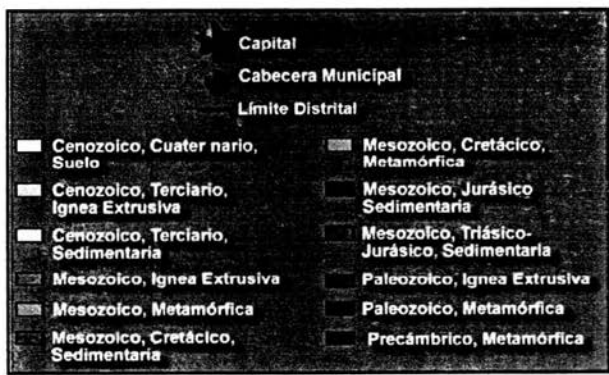 Capital
Cabecera Municipal
Límite Distrital
Cenozoico, Cuater nario,
Suelo
Cenozoico, Terciario,
Ignea Extrusiva
Cenozoico, Terciario,
Sedimentaria
Mesozoico, Ignea Extrusiva
Mesozoico, Metamórfica
Mesozoico, Cretácico,
Sedimentaria
Mesozoico, Cretácico,
Metamórfica
Mesozoico, Jurásico
Sedimentaria
Mesozoico, Triásico-
Jurásico, Sedimentaria
Paleozoico, Ignea Extrusiva
Paleozoico, Metamórfica
Precámbrico, Metamórfica